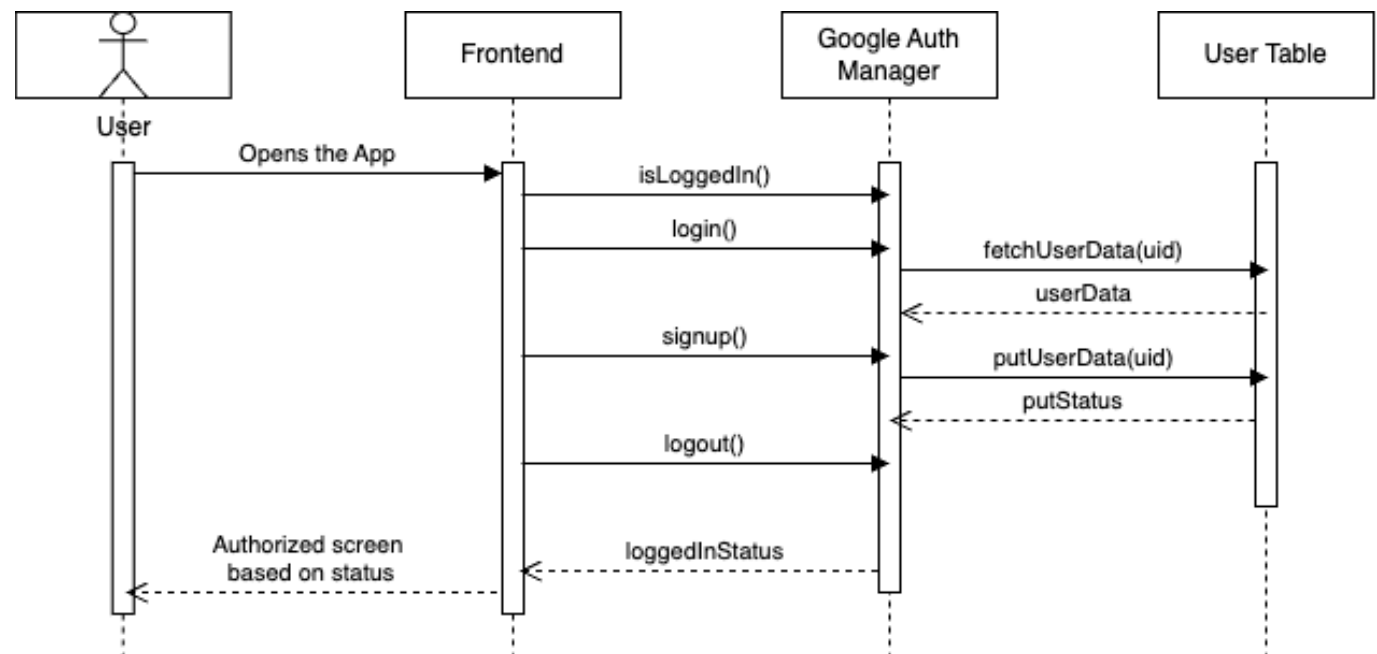 Frontend
Google Auth
Manager
User Table
User
Opens the App
isLoggedIn()
login()
fetchUserData(uid)
userData
signup()
putUserData(uid)
putStatus
logout()
Authorized screen
based on status
loggedInStatus